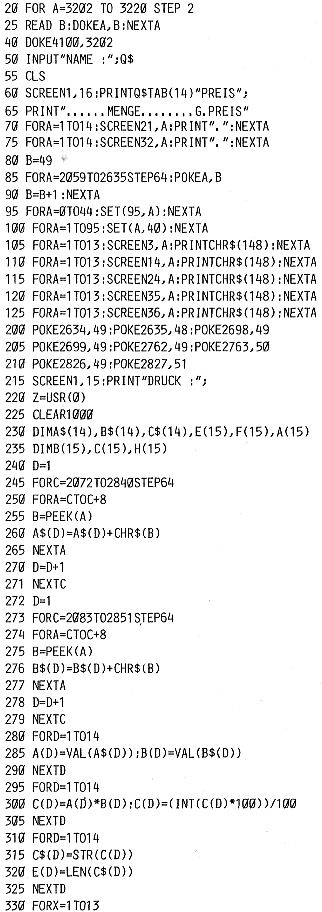 20 FOR A=3202 TO 3220 STEP 2
25 READ B:DOKEA,B:NEXTA
40 DOKE4100,3202
50 INPUT"NAME :";Q$
55 CLS
60 SCREEN1,16:PRINTQ$TAB(14)"PREIS";
65 PRINT"......MENGE........G.PREIS"
70 FORA=1TO14:SCREEN21,A:PRINT".":NEXTA
75 FORA=1TO14:SCREEN32,A:PRINT".":NEXTA
80 B=49
85 FORA=2059TO2635STEP64:POKEA,B
90 B=B+1:NEXTA
95 FORA=0TO44:SET(95,A):NEXTA
100 FORA=1TO95:SET(A,40):NEXTA
105 FORA=1TO13:SCREEN3,A:PRINTCHR$(148):NEXTA
110 FORA=1TO13:SCREEN14,A:PRINTCHR$(148):NEXTA
115 FORA=1TO13:SCREEN24,A:PRINTCHR$(148):NEXTA
120 FORA=1TO13:SCREEN35,A:PRINTCHR$(148):NEXTA
125 FORA=1TO13:SCREEN36,A:PRINTCHR$(148):NEXTA
200 POKE2634,49:POKE2635,48:POKE2698,49
205 POKE2699,49:POKE2762,49:POKE2763,50
210 POKE2826,49:POKE2827,51
215 SCREEN1,15:PRINT"DRUCK :";
220 Z=USR(0)
225 CLEAR1000
230 DIMA$(14),B$(14),C$(14),E(15),F(15),A(15)
235 DIMB(15),C(15),H(15)
240 D=1
245 FORC=2072TO2840STEP64
250 FORA=CTOC+8
255 B=PEEK(A)
260 A$(D)=A$(D)+CHR$(B)
265 NEXTA
270 D=D+1
271 NEXTC
272 D=1
273 FORC=2083TO2851STEP64
274 FORA=CTOC+8
275 B=PEEK(A)
276 B$(D)=B$(D)+CHR$(B)
277 NEXTA
278 D=D+1
279 NEXTC
280 FORD=1TO14
285 A(D)=VAL(A$(D)):B(D)=VAL(B$(D))
290 NEXTD
295 FORD=1TO14
300 C(D)=A(D)*B(D):C(D)=(INT(C(D)*100))/100
305 NEXTD
310 FORD=1TO14
315 C$(D)=STR(C(D))
320 E(D)=LEN(C$(D))
325 NEXTD
330 FORX=1TO13